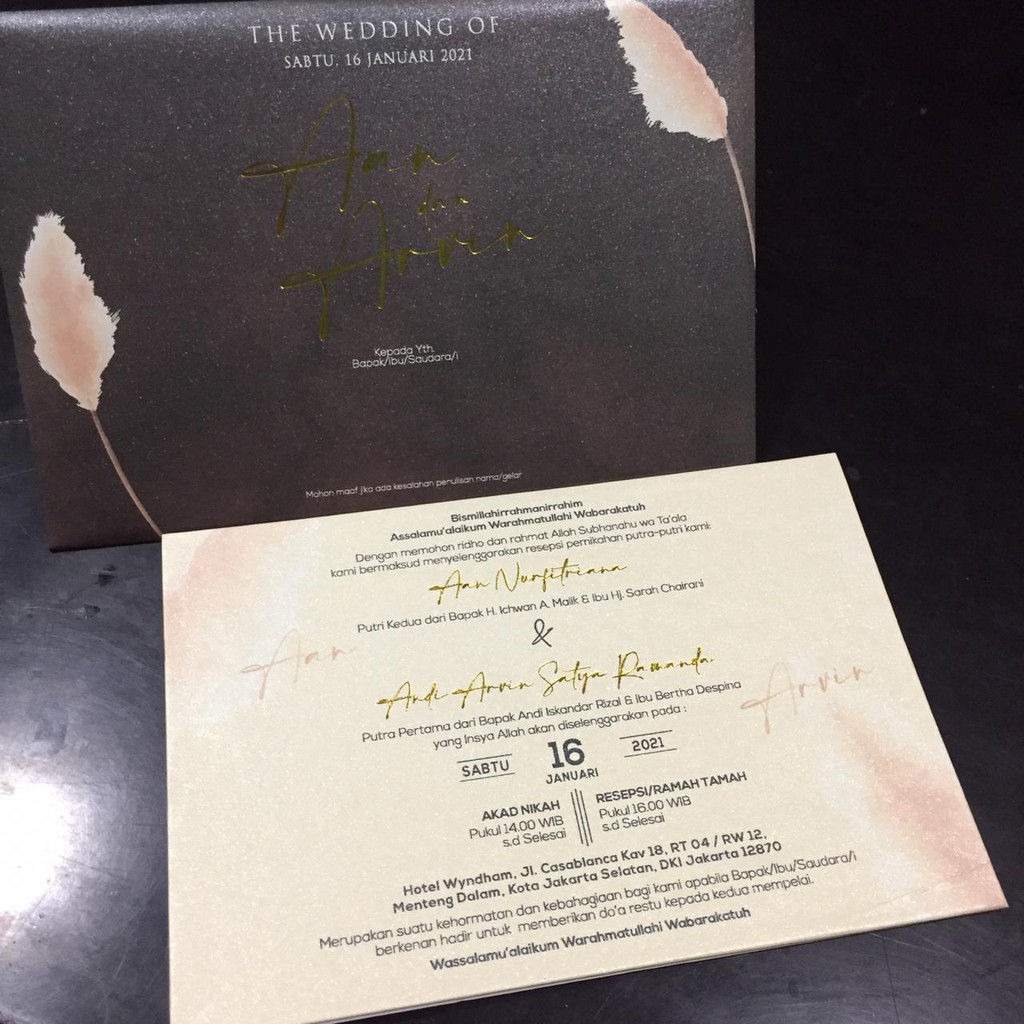 THE WEDDING OF
SABTU, 16 JANUARI 2021
Aan
dan
Arvin
Kepada Yth.
Bapak/Ibu/Saudara/i
Mohon maaf jika ada kesalahan penulisan nama/gelar
Bismillahirrahmanirrahim
Assalamu'alaikum Warahmatullahi Wabarakatuh
Dengan memohon ridho dan rahmat Allah Subhanahu wa Ta'ala
kami bermaksud menyelenggarakan resepsi pernikahan putra-putri kami:
Aan Nurfitriana
Putri Kedua dari Bapak H. Ichwan A. Malik & Ibu Hj. Sarah Chairani
&
Aan
Andi Arvin Satya Ramanda
Arvin
Putra Pertama dari Bapak Andi Iskandar Rizal & Ibu Bertha Despina
yang Insya Allah akan diselenggarakan pada :
SABTU 16 2021
JANUARI
AKAD NIKAH
Pukul 14.00 WIB
s.d Selesai
RESEPSI/RAMAH TAMAH
Pukul 16.00 WIB
s.d Selesai
Hotel Wyndham, Jl. Casablanca Kav 18, RT 04 / RW 12,
Menteng Dalam, Kota Jakarta Selatan, DKI Jakarta 12870
Merupakan suatu kehormatan dan kebahagiaan bagi kami apabila Bapak/Ibu/Saudara/i
berkenan hadir untuk memberikan do'a restu kepada kedua mempelai.
Wassalamu'alaikum Warahmatullahi Wabarakatuh